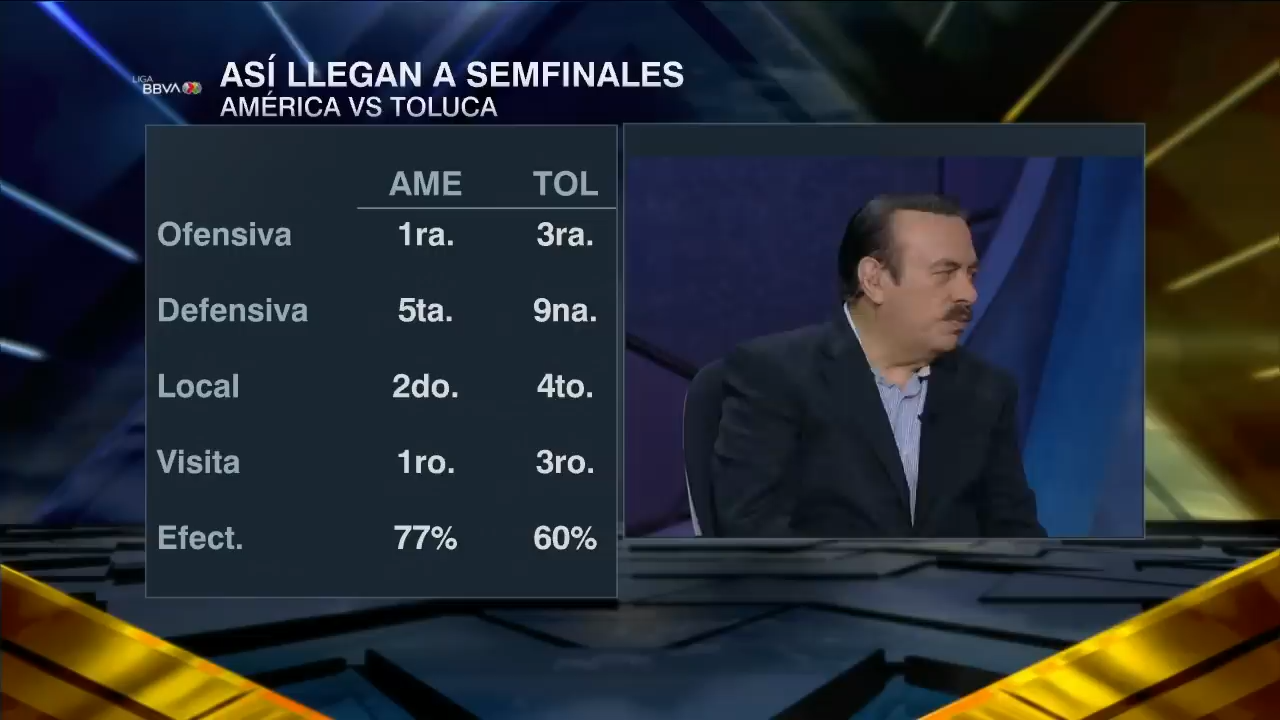 LIGA
BBVA
ASÍ LLEGAN A SEMFINALES
AMÉRICA VS TOLUCA
AME TOL
Ofensiva 1ra. 3ra.
Defensiva 5ta. 9na.
Local 2do. 4to.
Visita 1ro. 3ro.
Efect. 77% 60%